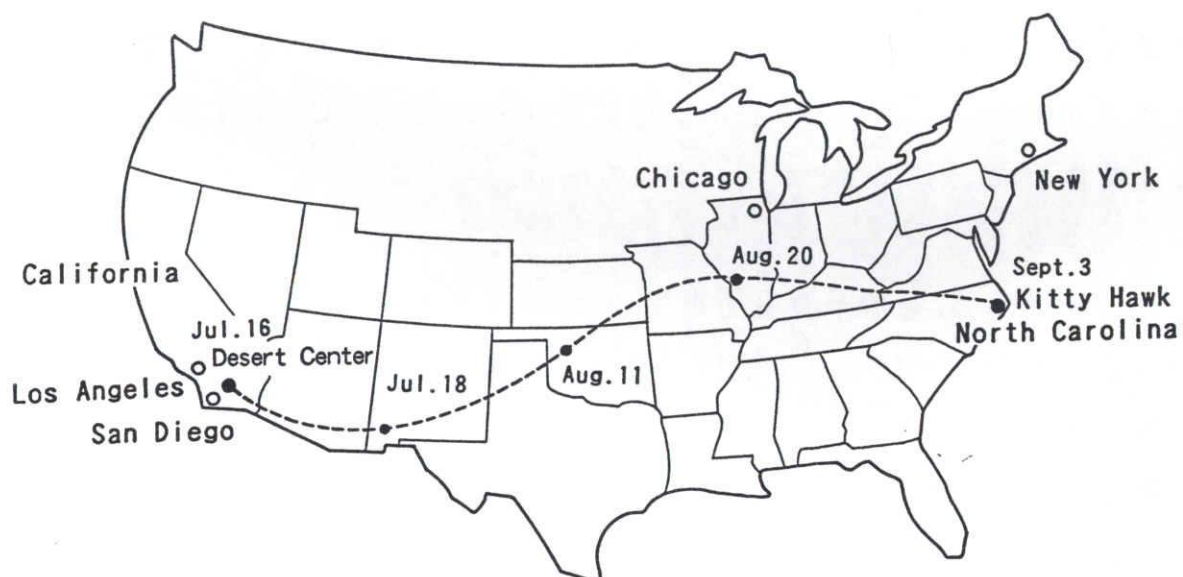 Chicago
New York
Aug.20
Sept.3
California
Kitty Hawk
Jul.16
North Carolina
Desert Center
Jul.18
Aug.11
Los Angeles
San Diego